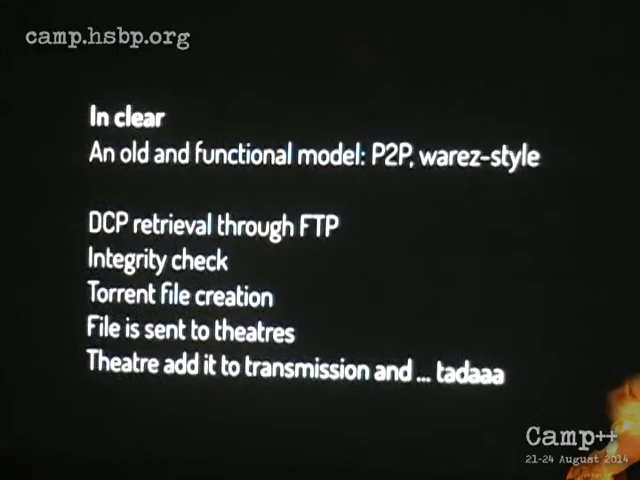 camp.hsbp.org
In clear
An old and functional model: P2P, warez-style
DCP retrieval through FTP
Integrity check
Torrent file creation
File is sent to theatres
Theatre add it to transmission and ... tadaaa
Camp++
21-24 August 2014